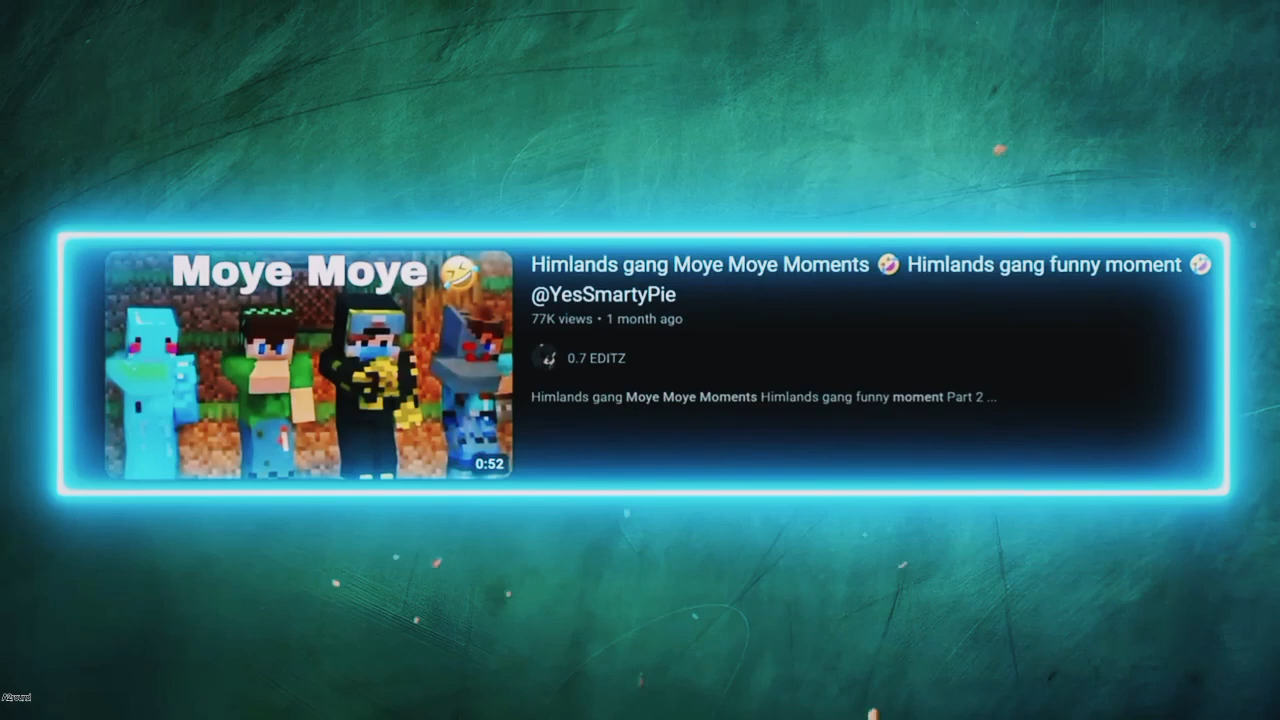 Moye Moye 🤣
0:52
Himlands gang Moye Moye Moments 🤣 Himlands gang funny moment 🤣
@YesSmartyPie
77K views • 1 month ago
0.7 EDITZ
Himlands gang Moye Moye Moments Himlands gang funny moment Part 2 ...